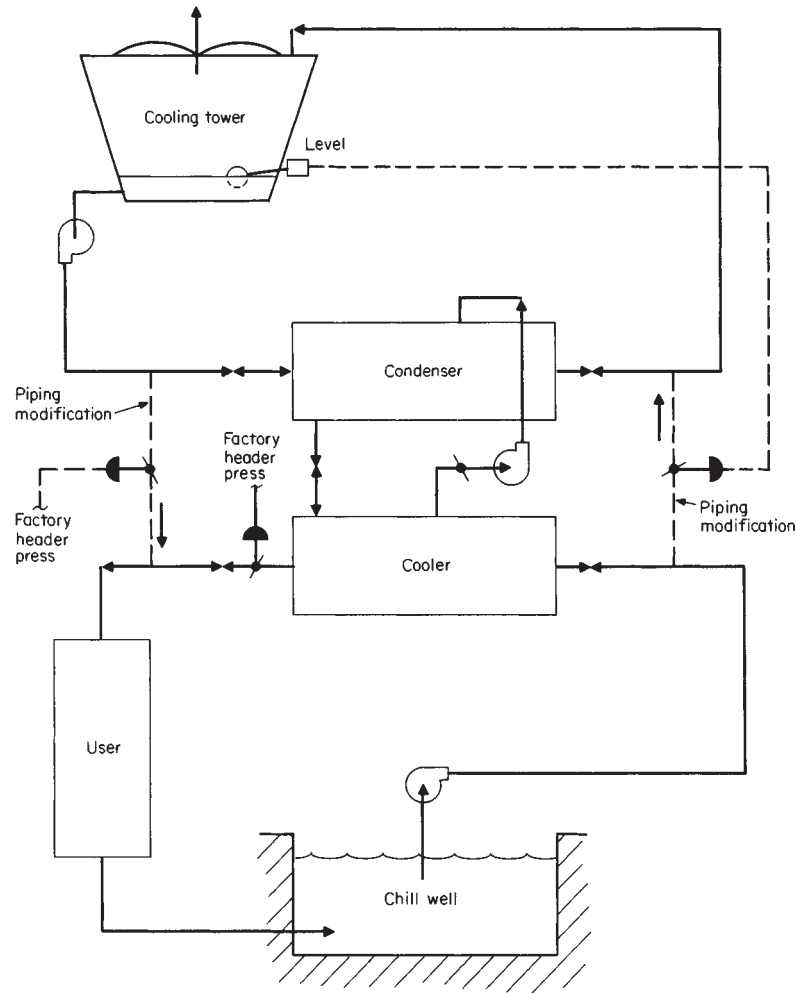 Cooling tower
Level
Condenser
Piping
modification
Factory
header
press
Factory
header
press
Piping
modification
Cooler
User
Chill well